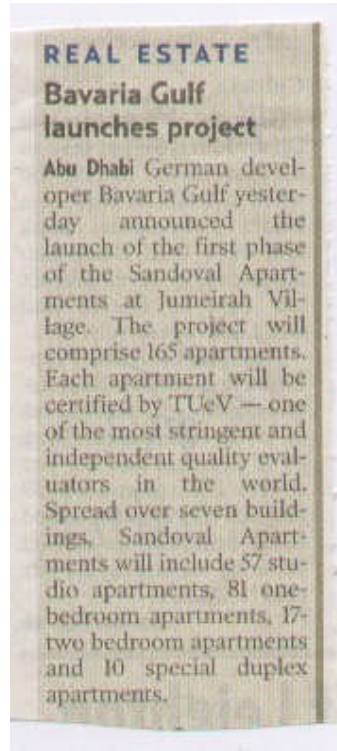 REAL ESTATE
Bavaria Gulf
launches project
Abu Dhabi German devel-
oper Bavaria Gulf yester-
day announced the
launch of the first phase
of the Sandoval Apart-
ments at Jumeirah Vil-
lage. The project will
comprise 165 apartments.
Each apartment will be
certified by TUeV — one
of the most stringent and
independent quality eval-
uators in the world.
Spread over seven build-
ings, Sandoval Apart-
ments will include 57 stu-
dio apartments, 81 one-
bedroom apartments, 17-
two bedroom apartments
and 10 special duplex
apartments.